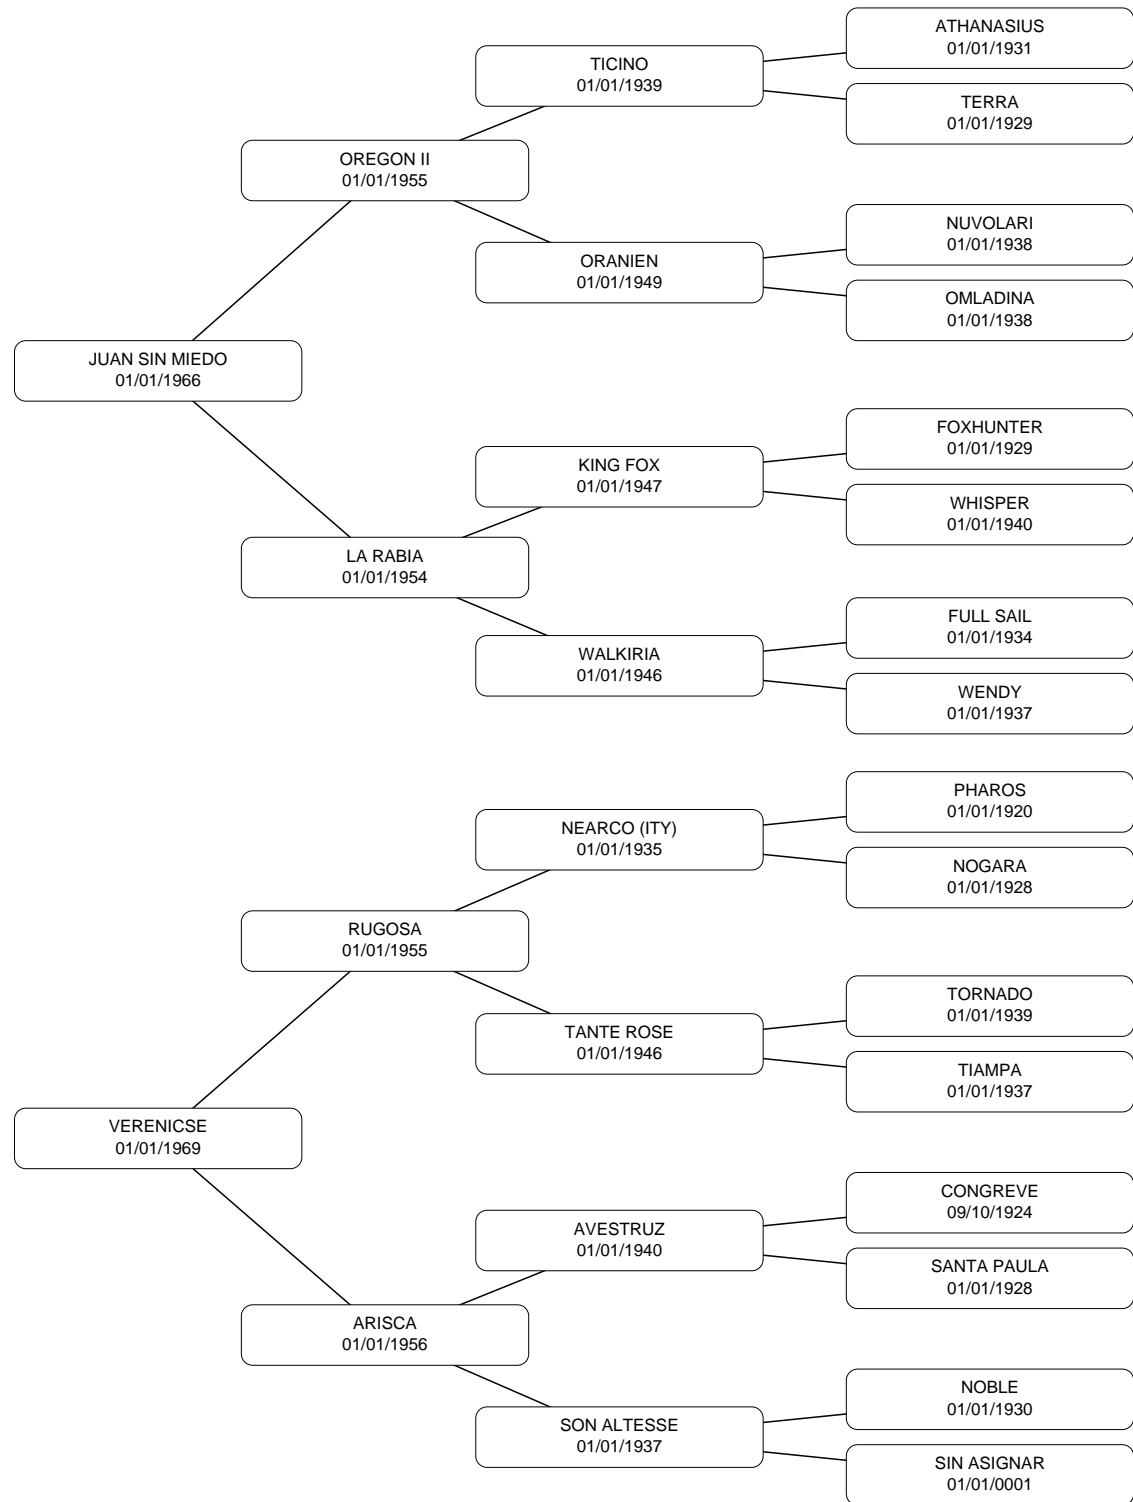 ATHANASIUS
01/01/1931
TICINO
01/01/1939
TERRA
01/01/1929
OREGON II
01/01/1955
NUVOLARI
01/01/1938
ORANIEN
01/01/1949
OMLADINA
01/01/1938
JUAN SIN MIEDO
01/01/1966
FOXHUNTER
01/01/1929
KING FOX
01/01/1947
WHISPER
01/01/1940
LA RABIA
01/01/1954
FULL SAIL
01/01/1934
WALKIRIA
01/01/1946
WENDY
01/01/1937
PHAROS
01/01/1920
NEARCO (ITY)
01/01/1935
NOGARA
01/01/1928
RUGOSA
01/01/1955
TORNADO
01/01/1939
TANTE ROSE
01/01/1946
TIAMPA
01/01/1937
VERENICSE
01/01/1969
CONGREVE
09/10/1924
AVESTRUZ
01/01/1940
SANTA PAULA
01/01/1928
ARISCA
01/01/1956
NOBLE
01/01/1930
SON ALTESSE
01/01/1937
SIN ASIGNAR
01/01/0001